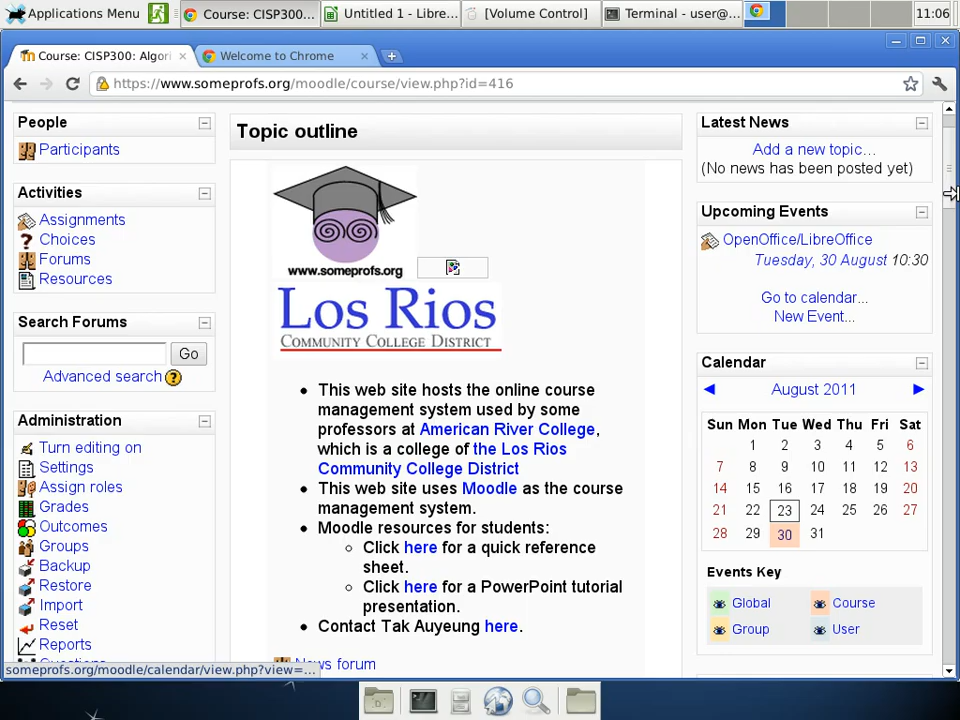 Applications Menu
Course: CISP300...
Untitled 1 - Libre...
[Volume Control]
Terminal - user@...
11:06
Course: CISP300: Algori
Welcome to Chrome
https://www.someprofs.org/moodle/course/view.php?id=416
People
Participants
Activities
Assignments
Choices
Forums
Resources
Search Forums
Go
Advanced search ?
Administration
Turn editing on
Settings
Assign roles
Grades
Outcomes
Groups
Backup
Restore
Import
Reset
Reports
someprofs.org/moodle/calendar/view.php?view=...
Topic outline
www.someprofs.org
LOS RIOS
COMMUNITY COLLEGE DISTRICT
This web site hosts the online course
management system used by some
professors at American River College,
which is a college of the Los Rios
Community College District
This web site uses Moodle as the course
management system.
Moodle resources for students:
Click here for a quick reference
sheet.
Click here for a PowerPoint tutorial
presentation.
Contact Tak Auyeung here.
News forum
Latest News
Add a new topic...
(No news has been posted yet)
Upcoming Events
OpenOffice/LibreOffice
Tuesday, 30 August 10:30
Go to calendar...
New Event...
Calendar
◄ August 2011 ►
Sun Mon Tue Wed Thu Fri Sat
1 2 3 4 5 6
7 8 9 10 11 12 13
14 15 16 17 18 19 20
21 22 23 24 25 26 27
28 29 30 31
Events Key
Global Course
Group User